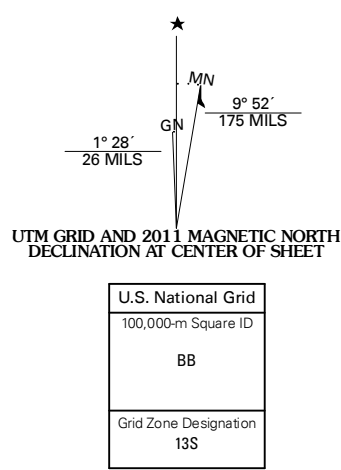 MN
GN
9° 52´
175 MILS
1° 28´
26 MILS
UTM GRID AND 2011 MAGNETIC NORTH
DECLINATION AT CENTER OF SHEET
U.S. National Grid
100,000-m Square ID
BB
Grid Zone Designation
13S